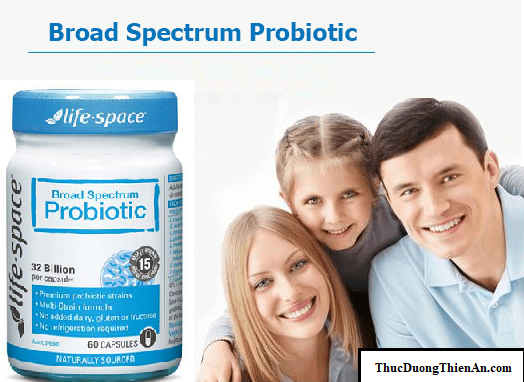 Broad Spectrum Probiotic
life-space
Broad Spectrum
Probiotic
life-space
32 Billion
per capsule
15
• Premium probiotic strains
• Multi-Strain formula
• No added dairy, gluten or fructose
• No refrigeration required
60 CAPSULES
NATURALLY SOURCED
ThucDuongThienAn.com